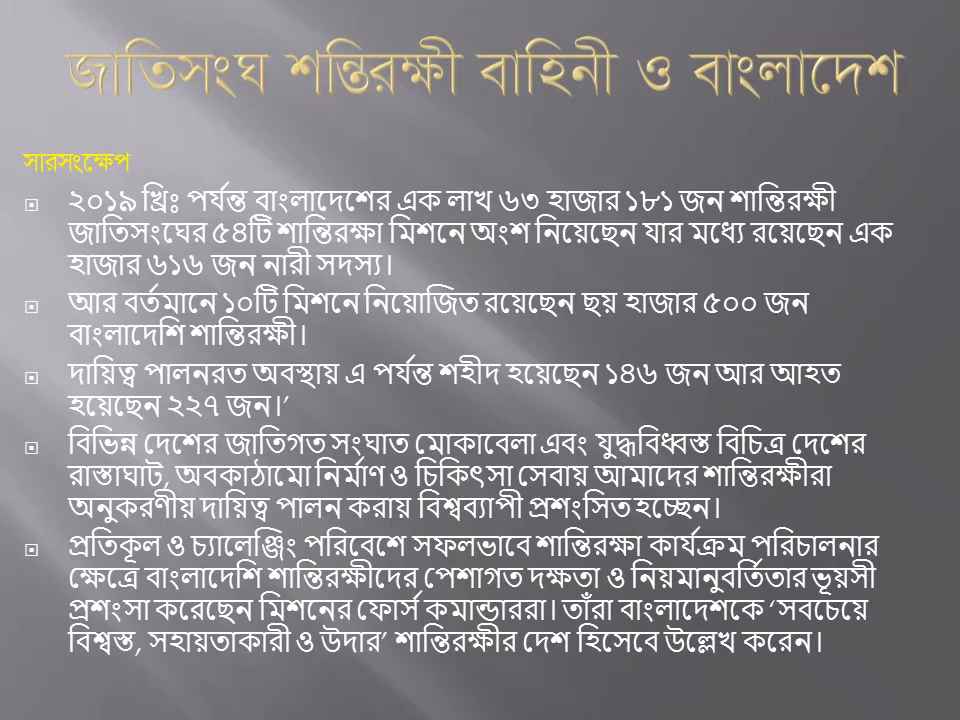 জাতিসংঘ শন্তিরক্ষী বাহিনী ও বাংলাদেশ
সারসংক্ষেপ
২০১৯ খ্রিঃ পর্যন্ত বাংলাদেশের এক লাখ ৬৩ হাজার ১৮১ জন শান্তিরক্ষী
জাতিসংঘের ৫৪টি শান্তিরক্ষা মিশনে অংশ নিয়েছেন যার মধ্যে রয়েছেন এক
হাজার ৬১৬ জন নারী সদস্য।
আর বর্তমানে ১০টি মিশনে নিয়োজিত রয়েছেন ছয় হাজার ৫০০ জন
বাংলাদেশি শান্তিরক্ষী।
দায়িত্ব পালনরত অবস্থায় এ পর্যন্ত শহীদ হয়েছেন ১৪৬ জন আর আহত
হয়েছেন ২২৭ জন।’
বিভিন্ন দেশের জাতিগত সংঘাত মোকাবেলা এবং যুদ্ধবিধ্বস্ত বিচিত্র দেশের
রাস্তাঘাট, অবকাঠামো নির্মাণ ও চিকিৎসা সেবায় আমাদের শান্তিরক্ষীরা
অনুকরণীয় দায়িত্ব পালন করায় বিশ্বব্যাপী প্রশংসিত হচ্ছেন।
প্রতিকূল ও চ্যালেঞ্জিং পরিবেশে সফলভাবে শান্তিরক্ষা কার্যক্রম পরিচালনার
ক্ষেত্রে বাংলাদেশি শান্তিরক্ষীদের পেশাগত দক্ষতা ও নিয়মানুবর্তিতার ভূয়সী
প্রশংসা করেছেন মিশনের ফোর্স কমান্ডাররা। তাঁরা বাংলাদেশকে ‘সবচেয়ে
বিশ্বস্ত, সহায়তাকারী ও উদার’ শান্তিরক্ষীর দেশ হিসেবে উল্লেখ করেন।